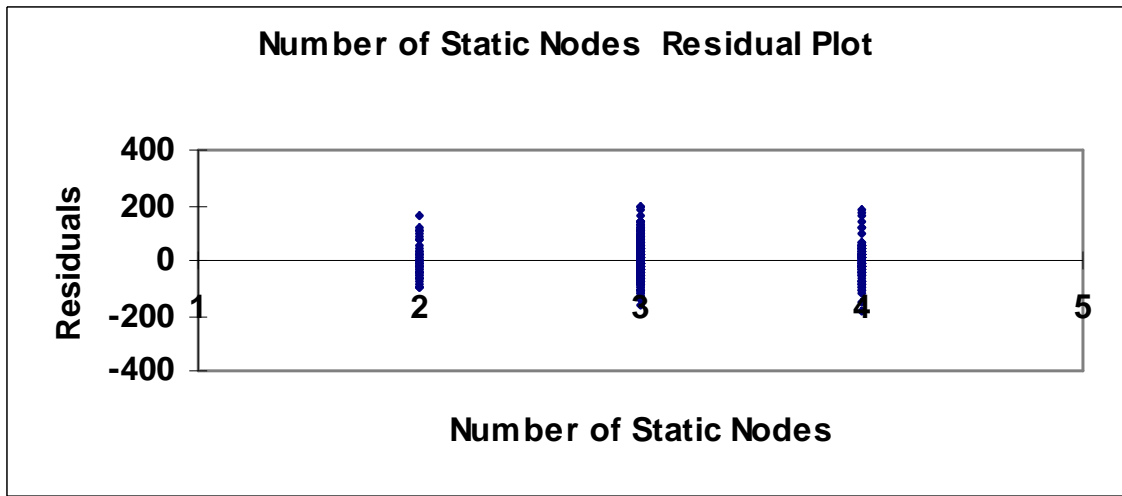 Number of Static Nodes Residual Plot
400
200
0
-200
-400
Residuals
1 2 3 4 5
Number of Static Nodes